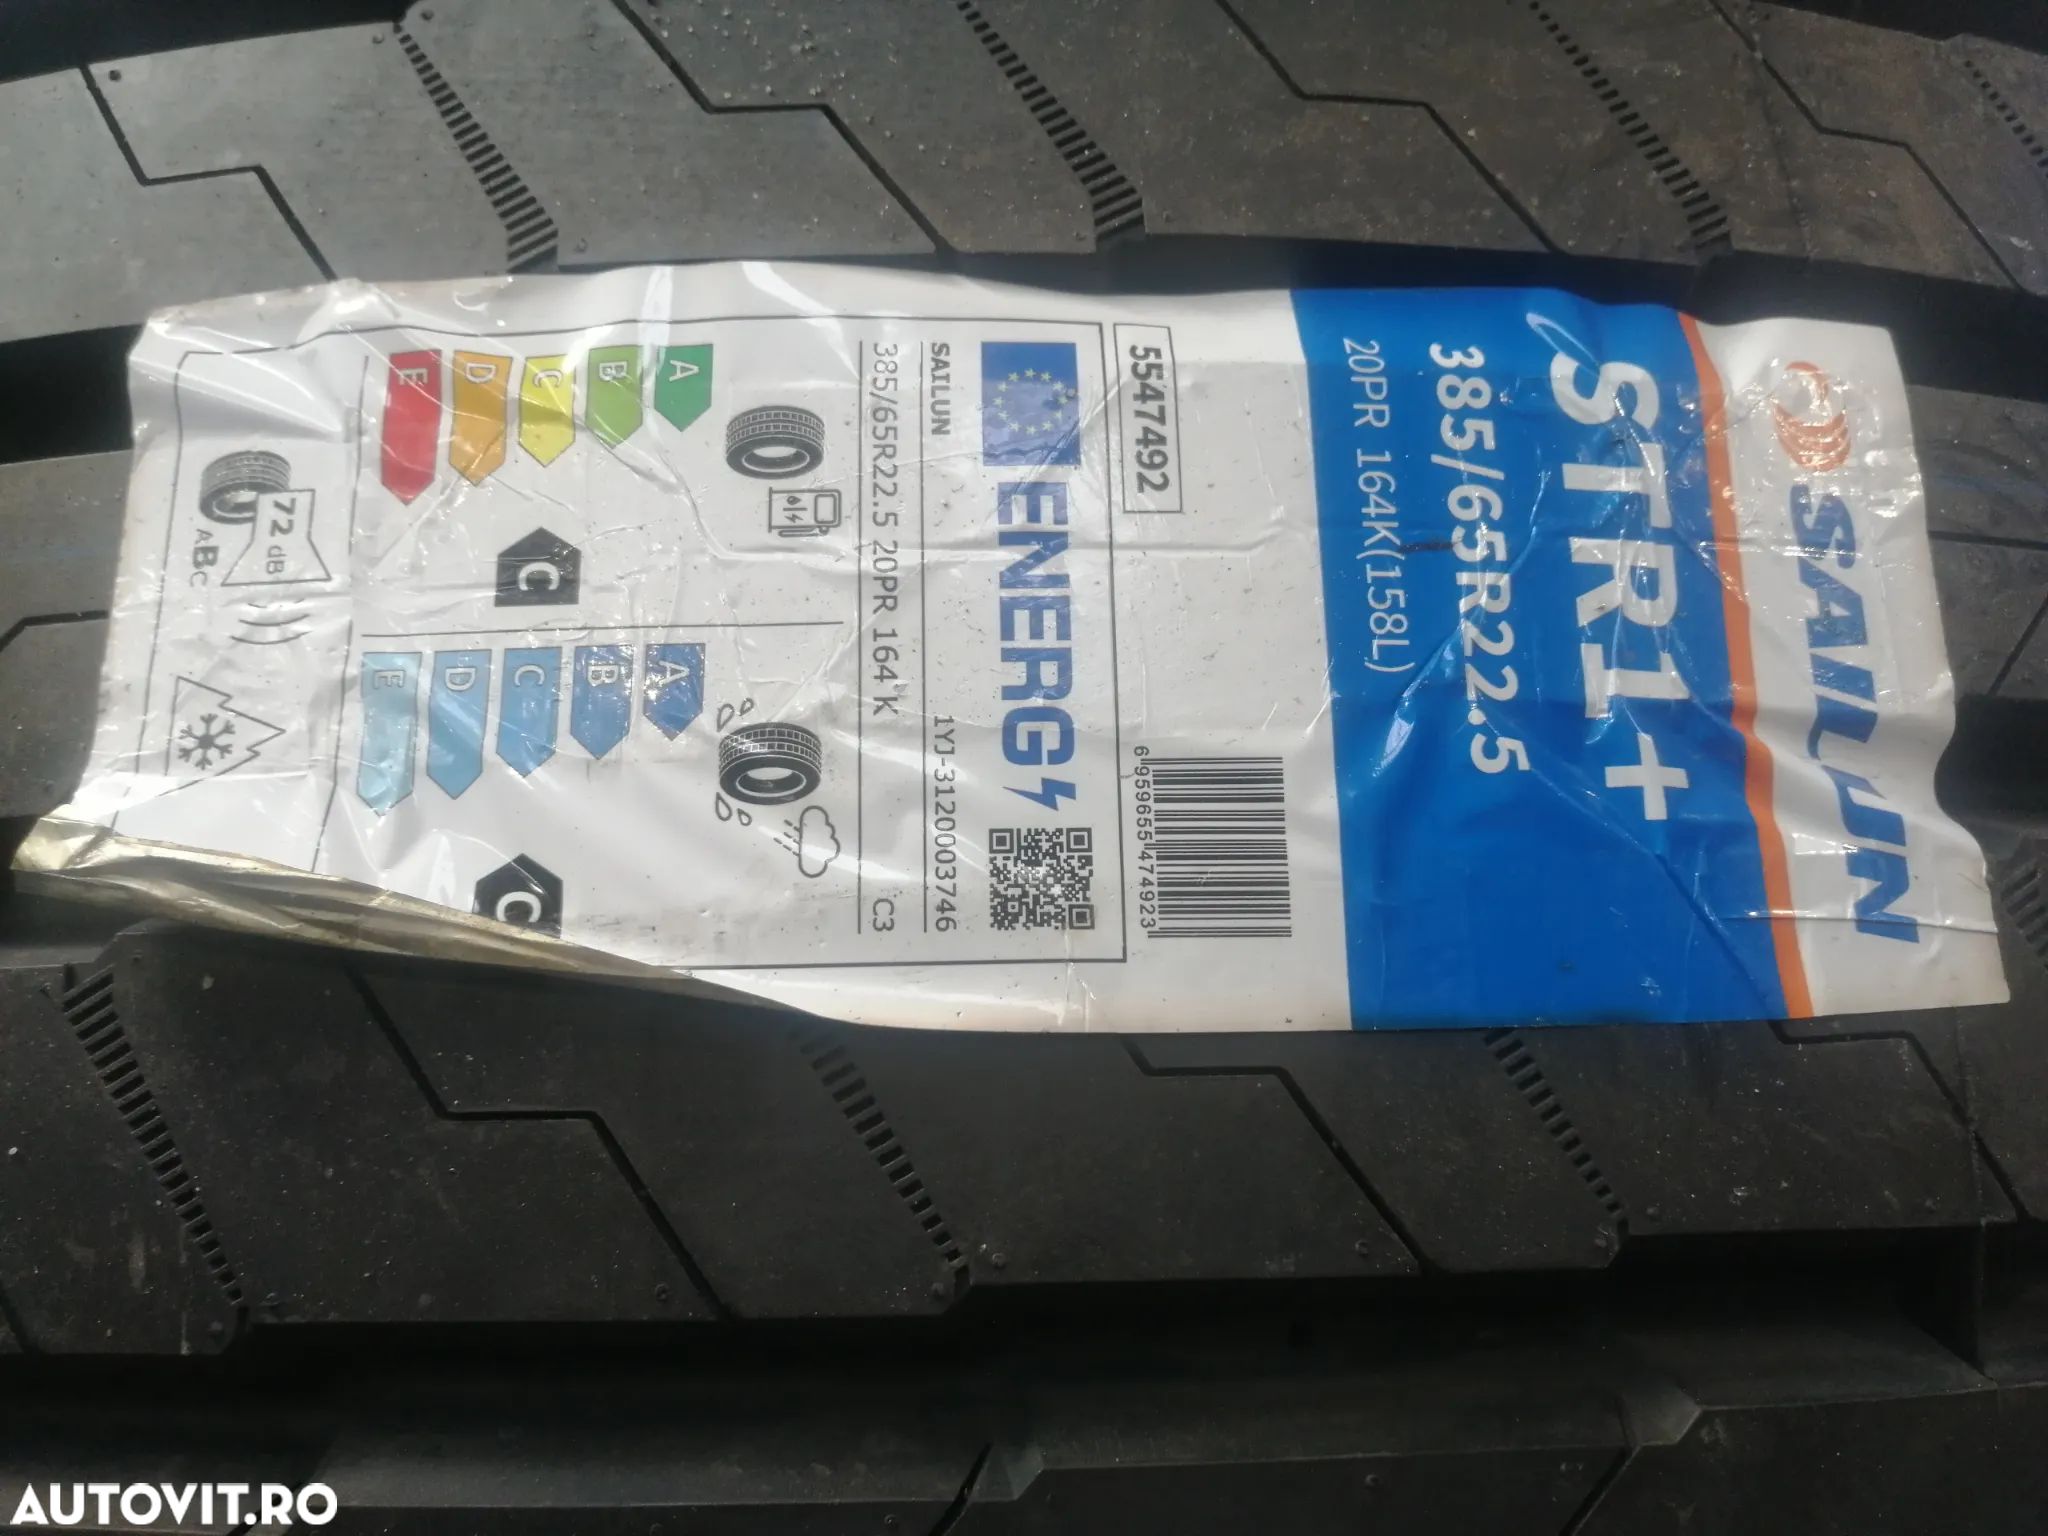 SAILUN
STR1+
385/65R22.5
20PR 164K(158L)
5547492
6 959655 474923
ENERG
SAILUN 1YJ-3120003746
385/65R22.5 20PR 164 K C3
A
B
C
D
E
C
A
B
C
D
E
C
72 dB
ABC
AUTOVIT.RO